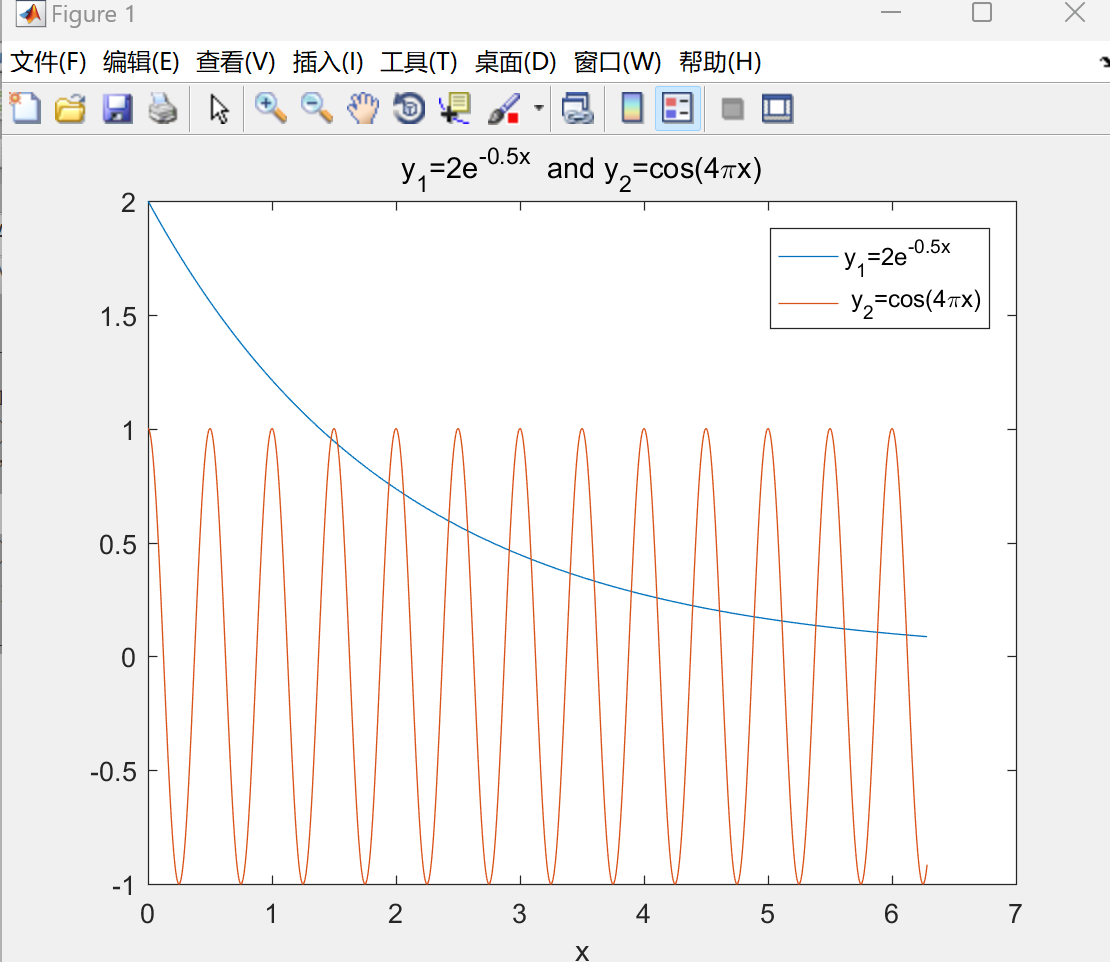 Figure 1
文件(F) 编辑(E) 查看(V) 插入(I) 工具(T) 桌面(D) 窗口(W) 帮助(H)
y₁=2e^-0.5x and y₂=cos(4πx)
y₁=2e^-0.5x
y₂=cos(4πx)
2
1.5
1
0.5
0
-0.5
-1
0 1 2 3 4 5 6 7
x